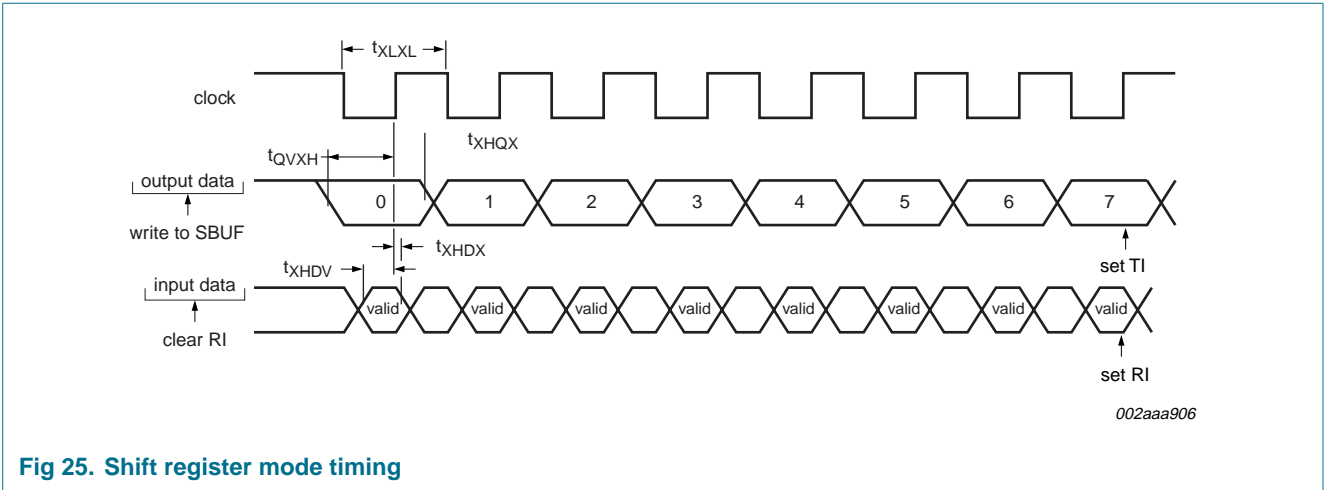 tXLXL
clock
tXHQX
tQVXH
output data
0 1 2 3 4 5 6 7
write to SBUF
tXHDX
set TI
tXHDV
input data
valid valid valid valid valid valid valid valid
clear RI
set RI
002aaa906
Fig 25. Shift register mode timing